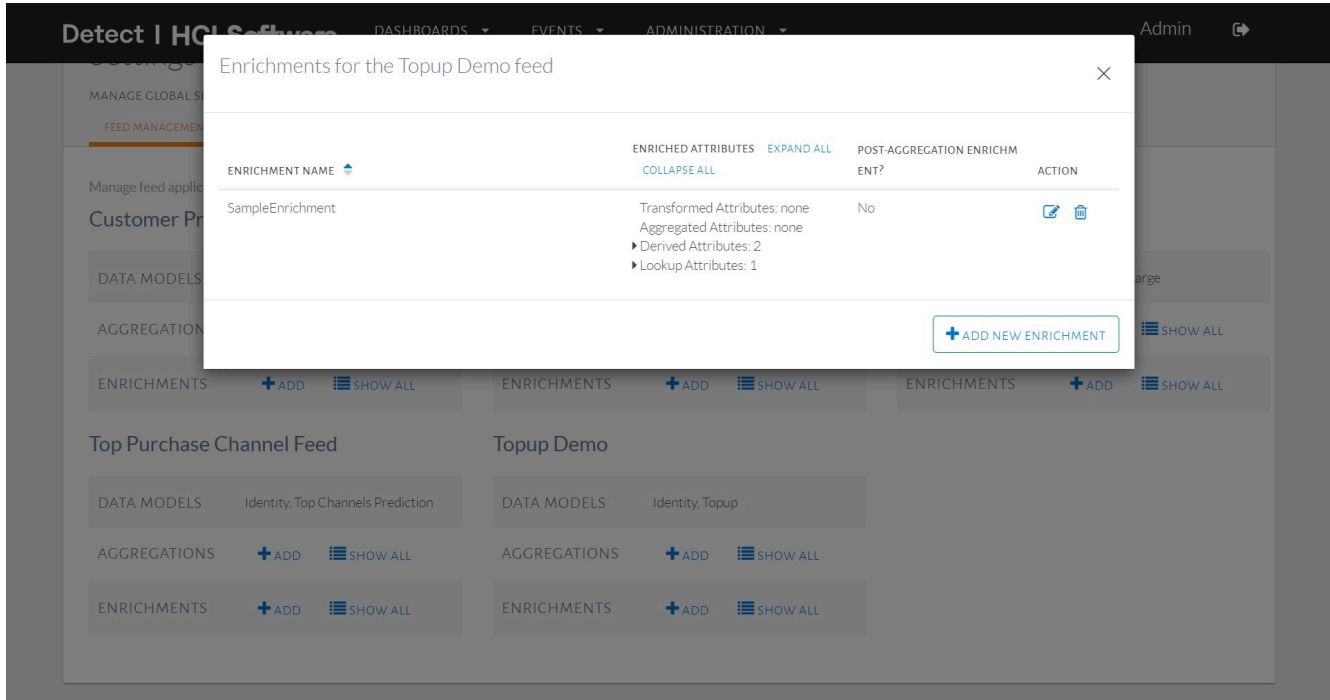 Detect | HCLSoftware
DASHBOARDS EVENTS ADMINISTRATION Admin
Enrichments for the Topup Demo feed
MANAGE GLOBAL
FEED MANAGEMEN
ENRICHED ATTRIBUTES EXPAND ALL POST-AGGREGATION ENRICHM
ENRICHMENT NAME COLLAPSE ALL ENT? ACTION
Manage feed applic
SampleEnrichment Transformed Attributes: none No
Customer Pr Aggregated Attributes: none
Derived Attributes: 2
Lookup Attributes: 1
DATA MODELS arge
AGGREGATION ADD NEW ENRICHMENT SHOW ALL
ENRICHMENTS ADD SHOW ALL ENRICHMENTS ADD SHOW ALL ENRICHMENTS ADD SHOW ALL
Top Purchase Channel Feed Topup Demo
DATA MODELS Identity, Top Channels Prediction DATA MODELS Identity, Topup
AGGREGATIONS ADD SHOW ALL AGGREGATIONS ADD SHOW ALL
ENRICHMENTS ADD SHOW ALL ENRICHMENTS ADD SHOW ALL